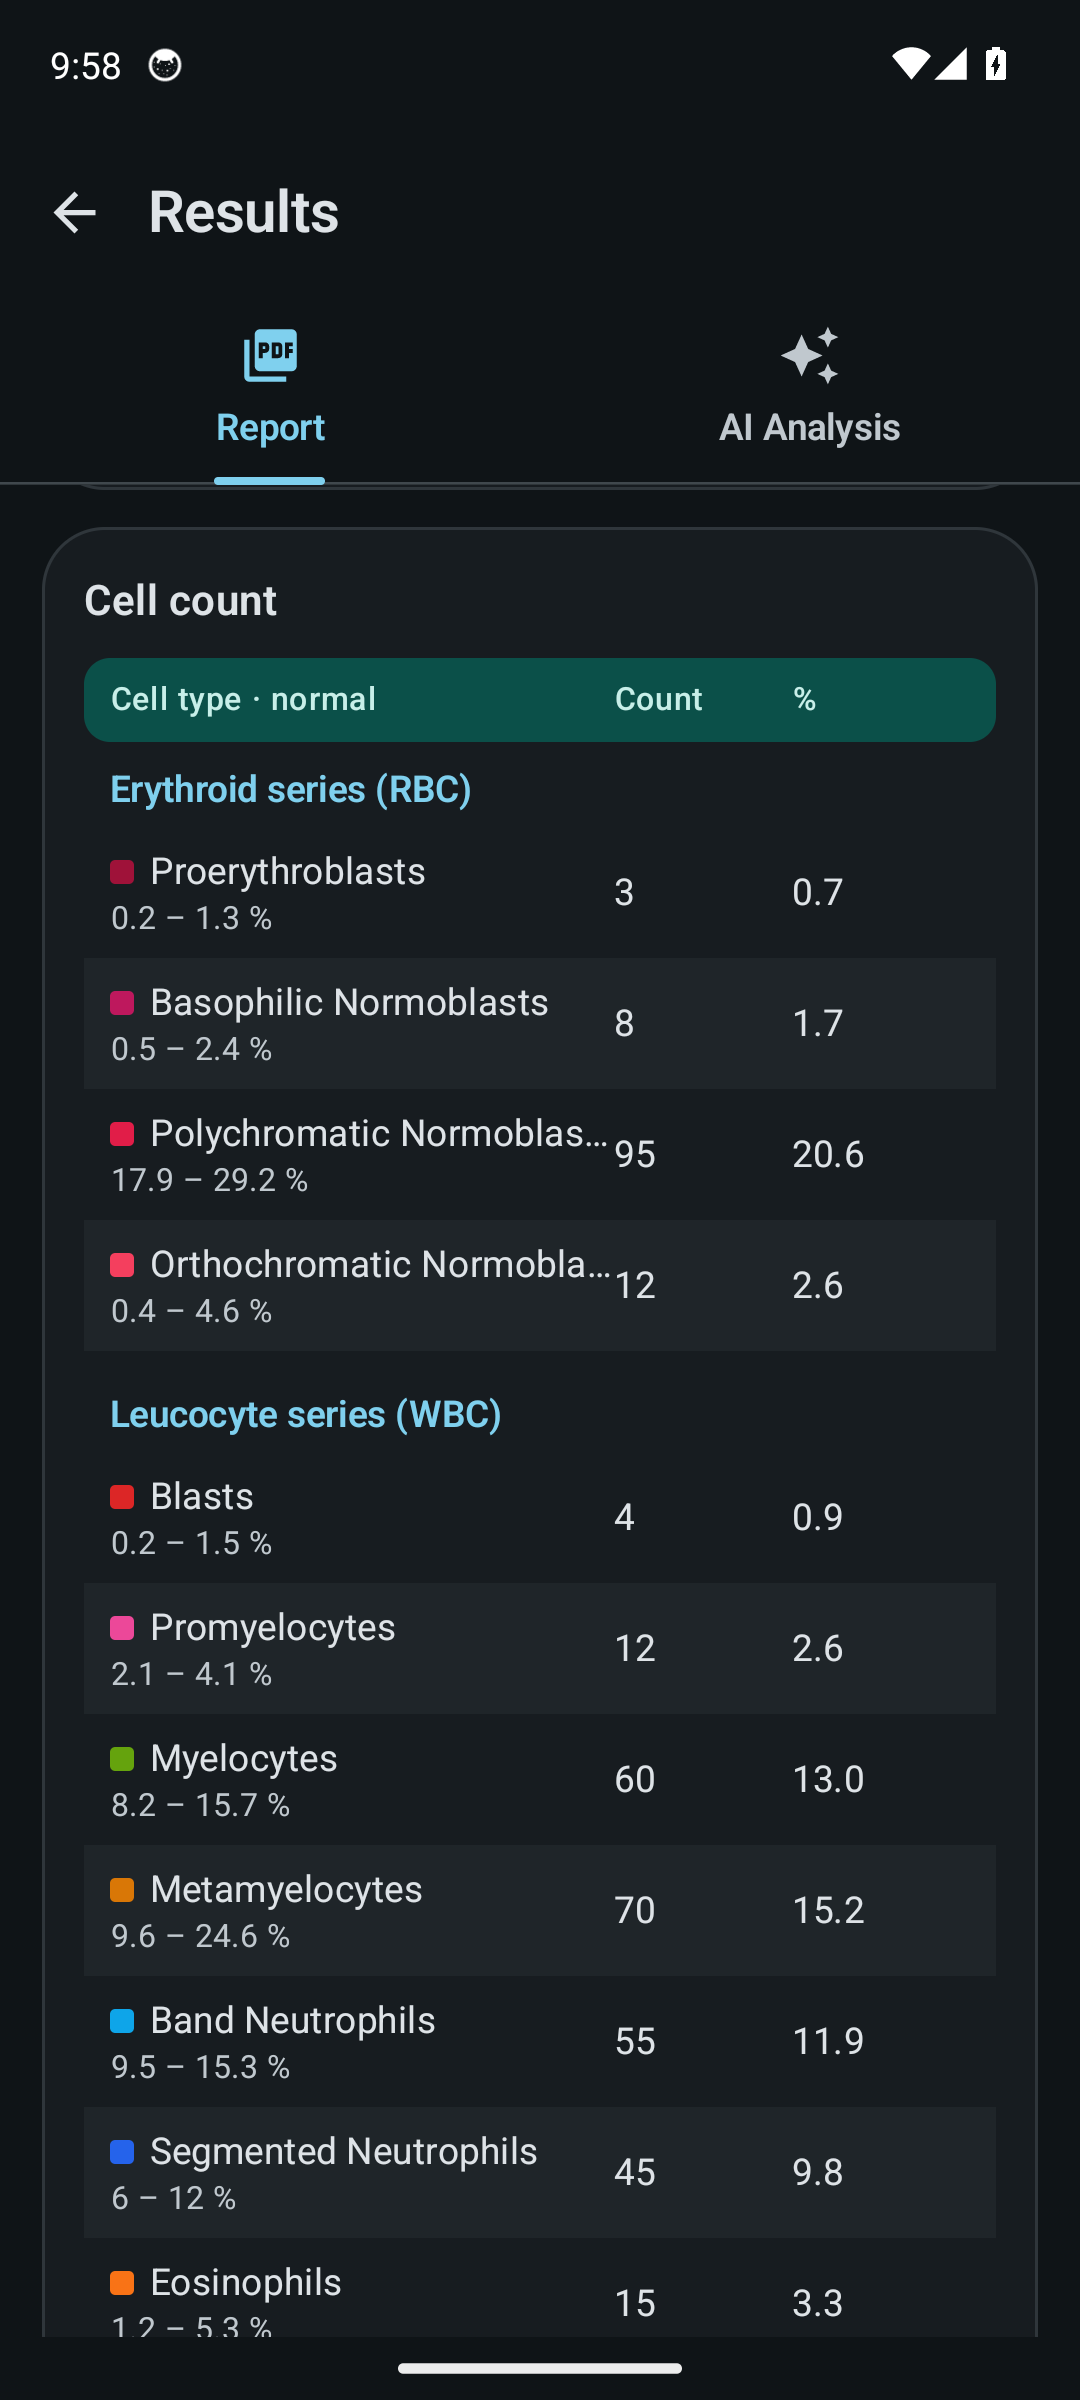 9:58
Results
PDF
Report
AI Analysis
Cell count
Cell type · normal Count %
Erythroid series (RBC)
Proerythroblasts 3 0.7
0.2 – 1.3 %
Basophilic Normoblasts 8 1.7
0.5 – 2.4 %
Polychromatic Normoblas... 95 20.6
17.9 – 29.2 %
Orthochromatic Normobla... 12 2.6
0.4 – 4.6 %
Leucocyte series (WBC)
Blasts 4 0.9
0.2 – 1.5 %
Promyelocytes 12 2.6
2.1 – 4.1 %
Myelocytes 60 13.0
8.2 – 15.7 %
Metamyelocytes 70 15.2
9.6 – 24.6 %
Band Neutrophils 55 11.9
9.5 – 15.3 %
Segmented Neutrophils 45 9.8
6 – 12 %
Eosinophils 15 3.3
1.2 – 5.3 %